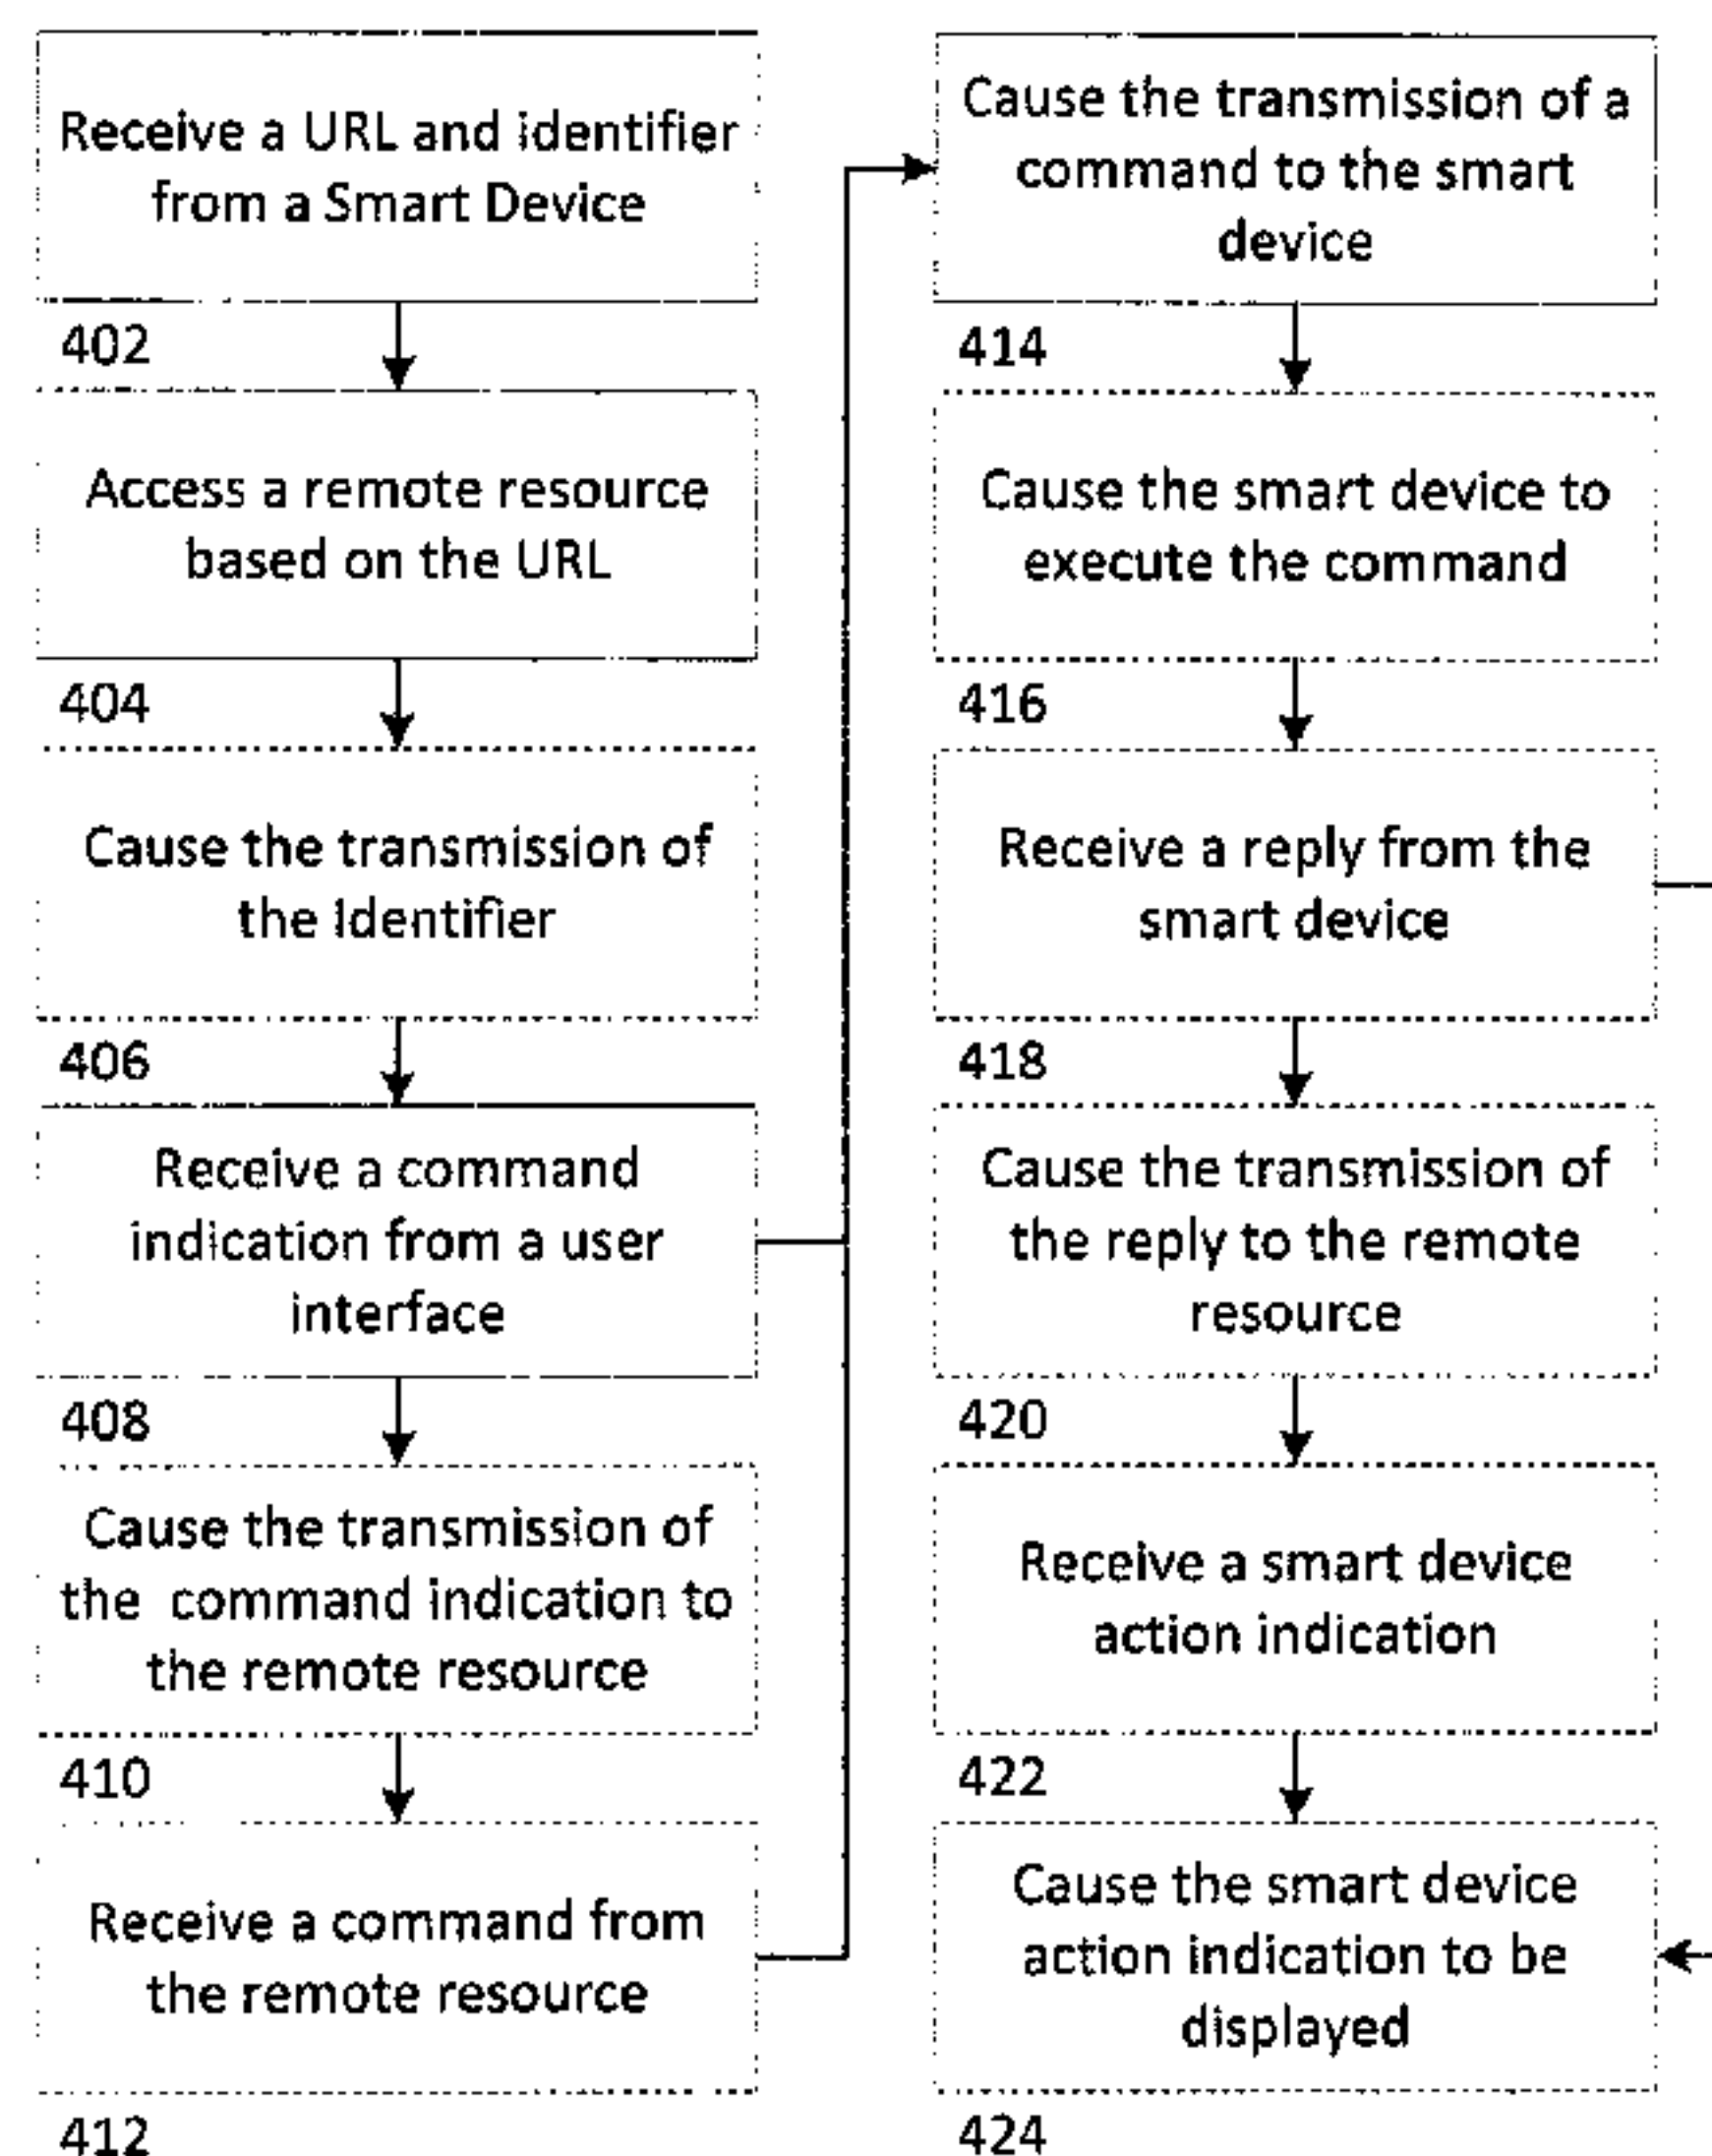 Receive a URL and identifier
from a Smart Device
402
Access a remote resource
based on the URL
404
Cause the transmission of
the Identifier
406
Receive a command
indication from a user
interface
408
Cause the transmission of
the command indication to
the remote resource
410
Receive a command from
the remote resource
412
Cause the transmission of a
command to the smart
device
414
Cause the smart device to
execute the command
416
Receive a reply from the
smart device
418
Cause the transmission of
the reply to the remote
resource
420
Receive a smart device
action indication
422
Cause the smart device
action indication to be
displayed
424